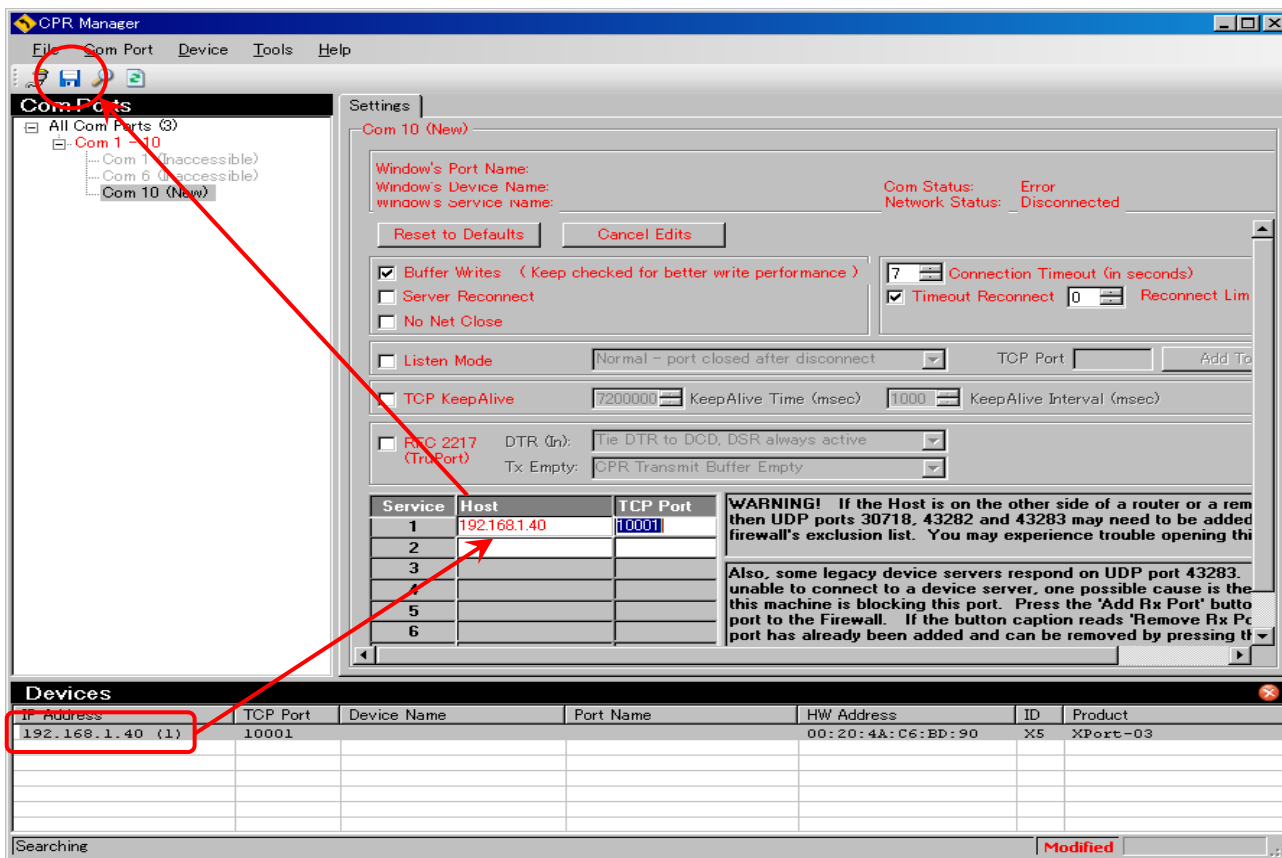 CPR Manager
File Com Port Device Tools Help
Com Ports
All Com Ports (3)
Com 1 - 10
Com 1 (Inaccessible)
Com 6 (Inaccessible)
Com 10 (New)
Settings
Com 10 (New)
Window's Port Name:
Window's Device Name: Com Status: Error
Window's Service Name: Network Status: Disconnected
Reset to Defaults Cancel Edits
Buffer Writes ( Keep checked for better write performance ) 7 Connection Timeout (in seconds)
Server Reconnect Timeout Reconnect 0 Reconnect Lim
No Net Close
Listen Mode Normal - port closed after disconnect TCP Port Add To
TCP KeepAlive 7200000 KeepAlive Time (msec) 1000 KeepAlive Interval (msec)
RFC 2217 DTR (In): Tie DTR to DCD, DSR always active
(TruPort) Tx Empty: CPR Transmit Buffer Empty
Service Host TCP Port
1 192.168.1.40 10001
2
3
4
5
6
WARNING! If the Host is on the other side of a router or a rem
then UDP ports 30718, 43282 and 43283 may need to be added
firewall's exclusion list. You may experience trouble opening thi
Also, some legacy device servers respond on UDP port 43283.
unable to connect to a device server, one possible cause is the
this machine is blocking this port. Press the 'Add Rx Port' butto
port to the Firewall. If the button caption reads 'Remove Rx Po
port has already been added and can be removed by pressing th
Devices
IP Address TCP Port Device Name Port Name HW Address ID Product
192.168.1.40 (1) 10001 00:20:4A:C6:BD:90 X5 XPort-03
Searching Modified